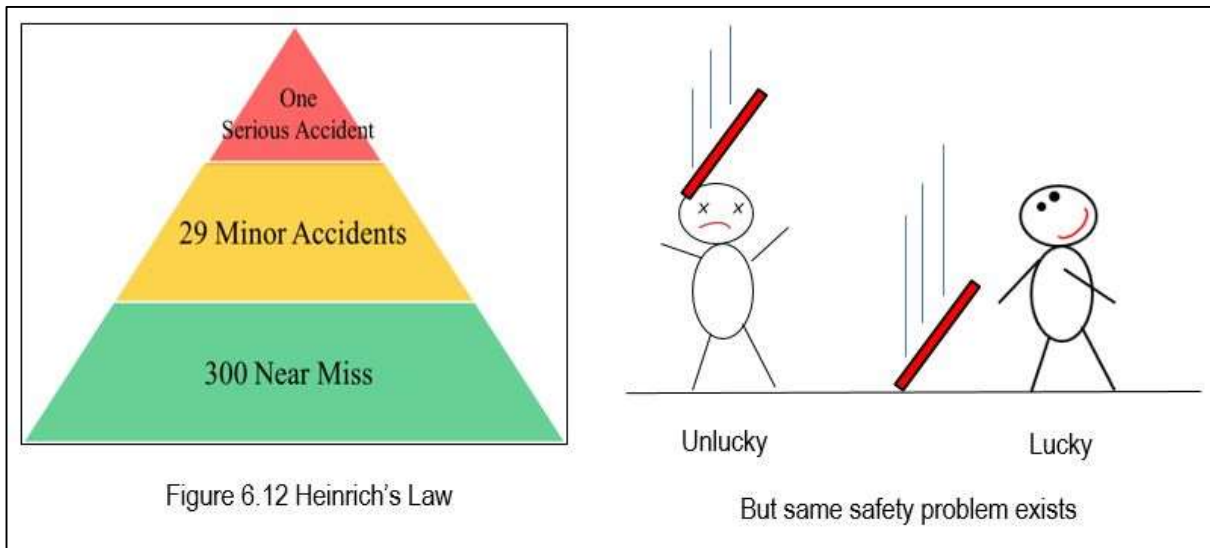 One
Serious Accident
29 Minor Accidents
300 Near Miss
Figure 6.12 Heinrich's Law
x x
Unlucky
Lucky
But same safety problem exists